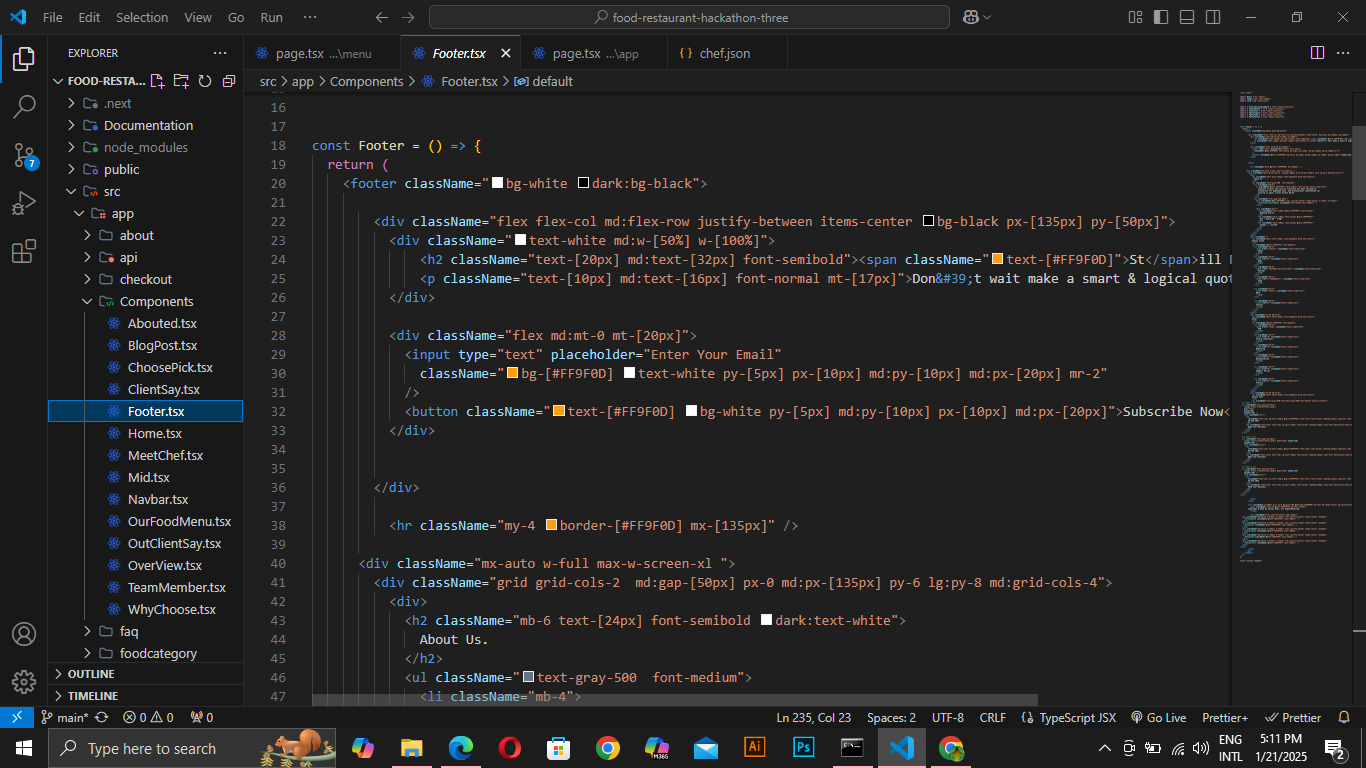 File Edit Selection View Go Run ··· food-restaurant-hackathon-three
EXPLORER ···
FOOD-RESTA...
.next
Documentation
node_modules
public
src
app
about
api
checkout
Components
Abouted.tsx
BlogPost.tsx
ChoosePick.tsx
ClientSay.tsx
Footer.tsx
Home.tsx
MeetChef.tsx
Mid.tsx
Navbar.tsx
OurFoodMenu.tsx
OutClientSay.tsx
OverView.tsx
TeamMember.tsx
WhyChoose.tsx
faq
foodcategory
OUTLINE
TIMELINE
page.tsx ...\menu Footer.tsx page.tsx ...\app {} chef.json ···
src > app > Components > Footer.tsx > default
16
17
18 const Footer = () => {
19 return (
20 <footer className="bg-white dark:bg-black">
21
22 <div className="flex flex-col md:flex-row justify-between items-center bg-black px-[135px] py-[50px]">
23 <div className="text-white md:w-[50%] w-[100%]">
24 <h2 className="text-[20px] md:text-[32px] font-semibold"><span className="text-[#FF9F0D]">St</span>ill
25 <p className="text-[10px] md:text-[16px] font-normal mt-[17px]">Don&#39;t wait make a smart & logical quot
26 </div>
27
28 <div className="flex md:mt-0 mt-[20px]">
29 <input type="text" placeholder="Enter Your Email"
30 className="bg-[#FF9F0D] text-white py-[5px] px-[10px] md:py-[10px] md:px-[20px] mr-2"
31 />
32 <button className="text-[#FF9F0D] bg-white py-[5px] md:py-[10px] px-[10px] md:px-[20px]">Subscribe Now<
33 </div>
34
35
36 </div>
37
38 <hr className="my-4 border-[#FF9F0D] mx-[135px]" />
39
40 <div className="mx-auto w-full max-w-screen-xl ">
41 <div className="grid grid-cols-2  md:gap-[50px] px-0 md:px-[135px] py-6 lg:py-8 md:grid-cols-4">
42 <div>
43 <h2 className="mb-6 text-[24px] font-semibold dark:text-white">
44 About Us.
45 </h2>
46 <ul className="text-gray-500  font-medium">
47 <li className="mb-4">
main* 0 0 0 Ln 235, Col 23 Spaces: 2 UTF-8 CRLF {} TypeScript JSX Go Live Prettier+ Prettier
7
Type here to search M365 Ai Ps ENG INTL 5:11 PM 1/21/2025 2